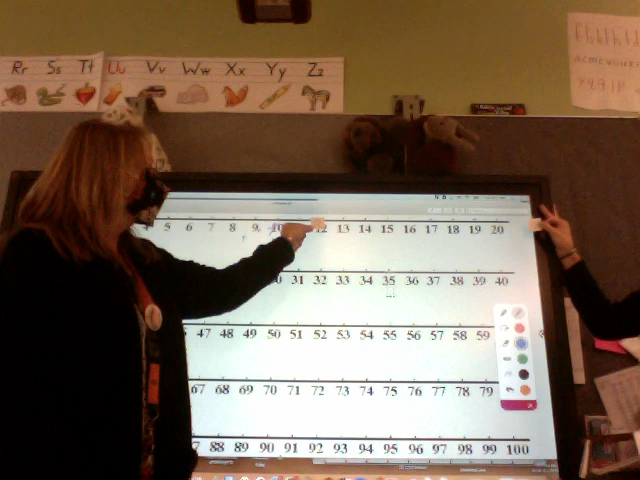 Rr Ss Tt Uu Vv Ww Xx Yy Zz
5 6 7 8 9 10 12 13 14 15 16 17 18 19 20
31 32 33 34 35 36 37 38 39 40
47 48 49 50 51 52 53 54 55 56 57 58 59
67 68 69 70 71 72 73 74 75 76 77 78 79
88 89 90 91 92 93 94 95 96 97 98 99 100